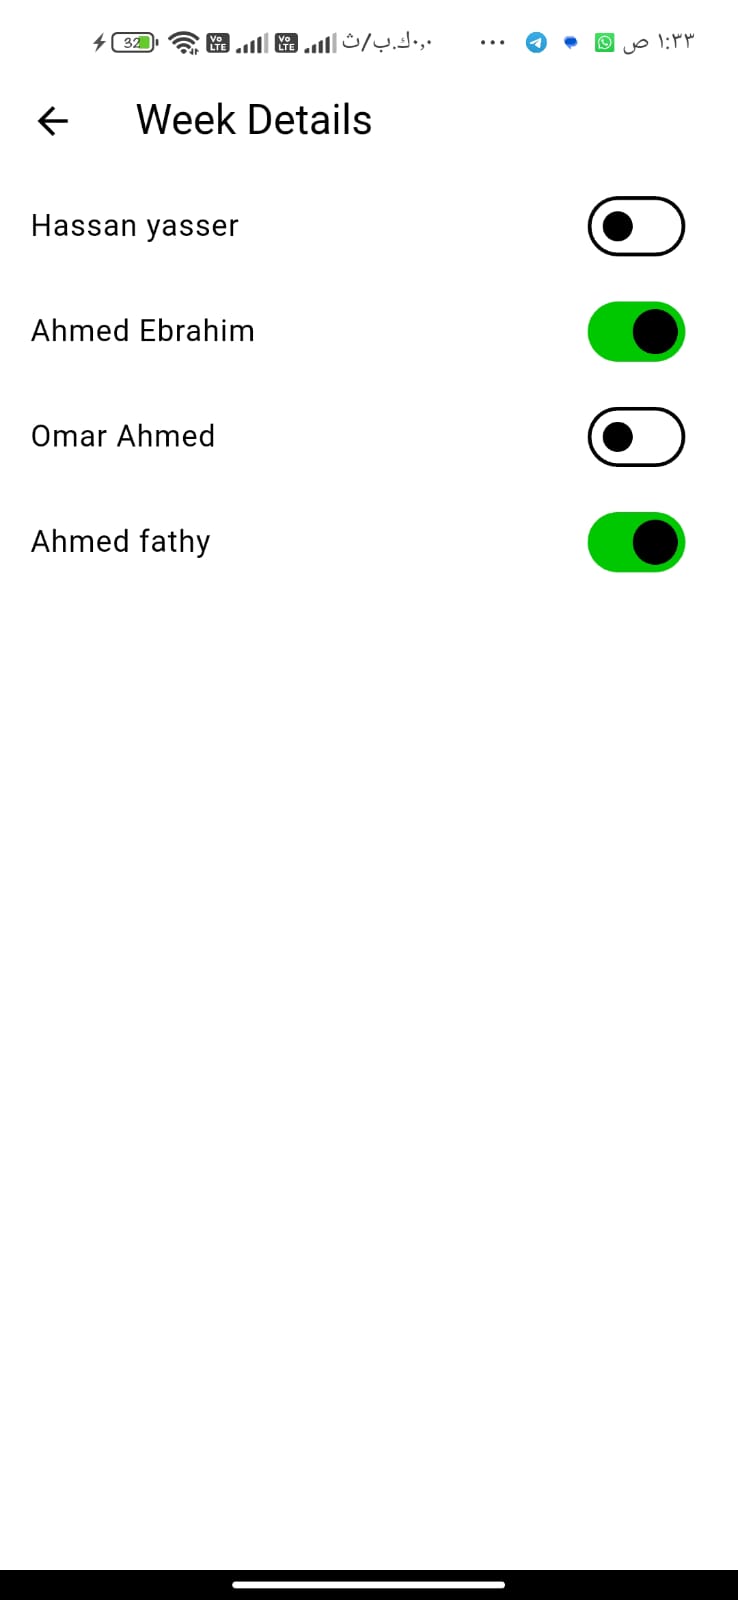 32 Vo LTE Vo LTE ٠,٠ك.ب/ث ... ١:٣٣ ص
Week Details
Hassan yasser
Ahmed Ebrahim
Omar Ahmed
Ahmed fathy